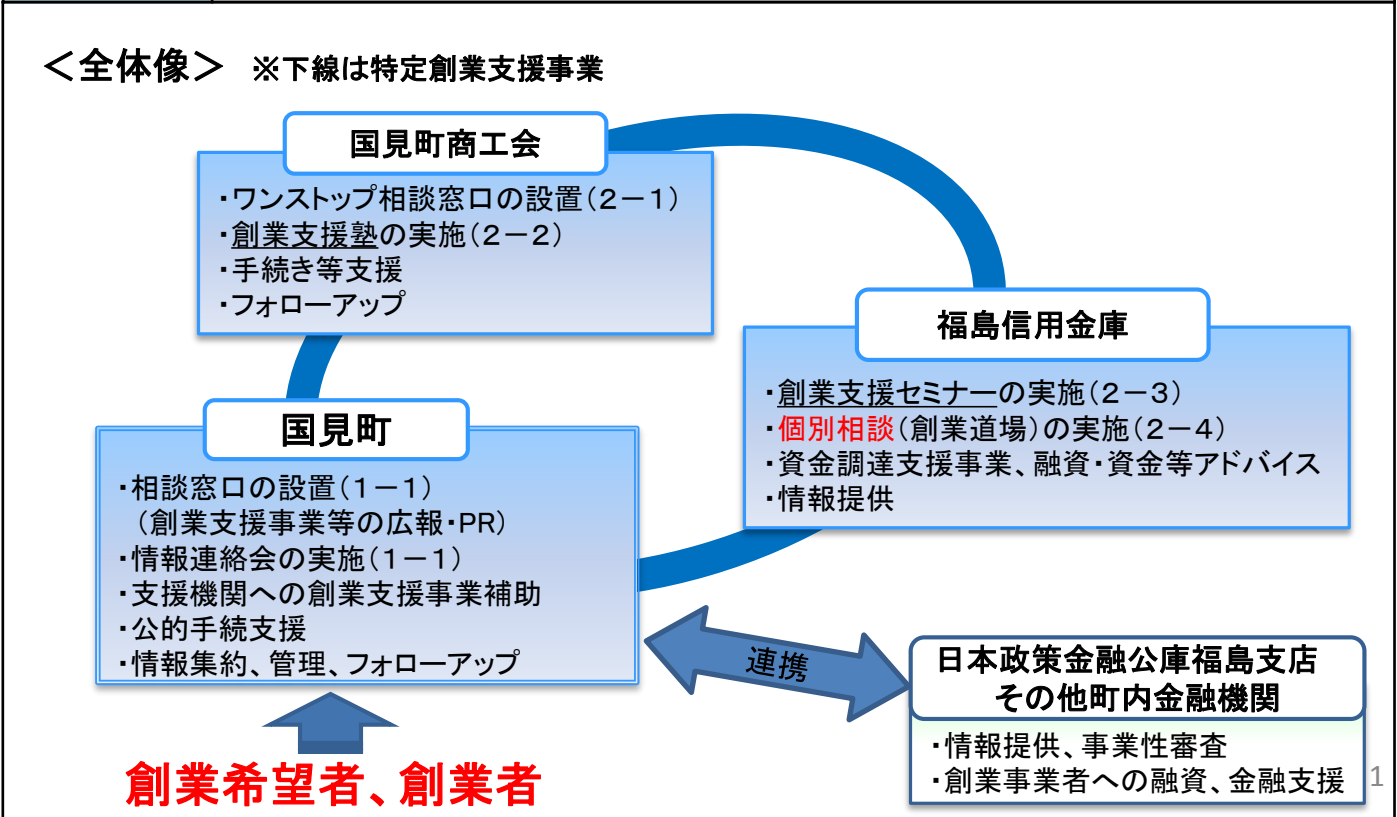 ＜全体像＞ ※下線は特定創業支援事業
国見町商工会
・ワンストップ相談窓口の設置（２－１）
・創業支援塾の実施（２－２）
・手続き等支援
・フォローアップ
福島信用金庫
・創業支援セミナーの実施（２－３）
・個別相談（創業道場）の実施（２－４）
・資金調達支援事業、融資・資金等アドバイス
・情報提供
国見町
・相談窓口の設置（１－１）
（創業支援事業等の広報・PR）
・情報連絡会の実施（１－１）
・支援機関への創業支援事業補助
・公的手続支援
・情報集約、管理、フォローアップ
連携
日本政策金融公庫福島支店
その他町内金融機関
・情報提供、事業性審査
・創業事業者への融資、金融支援
創業希望者、創業者
1